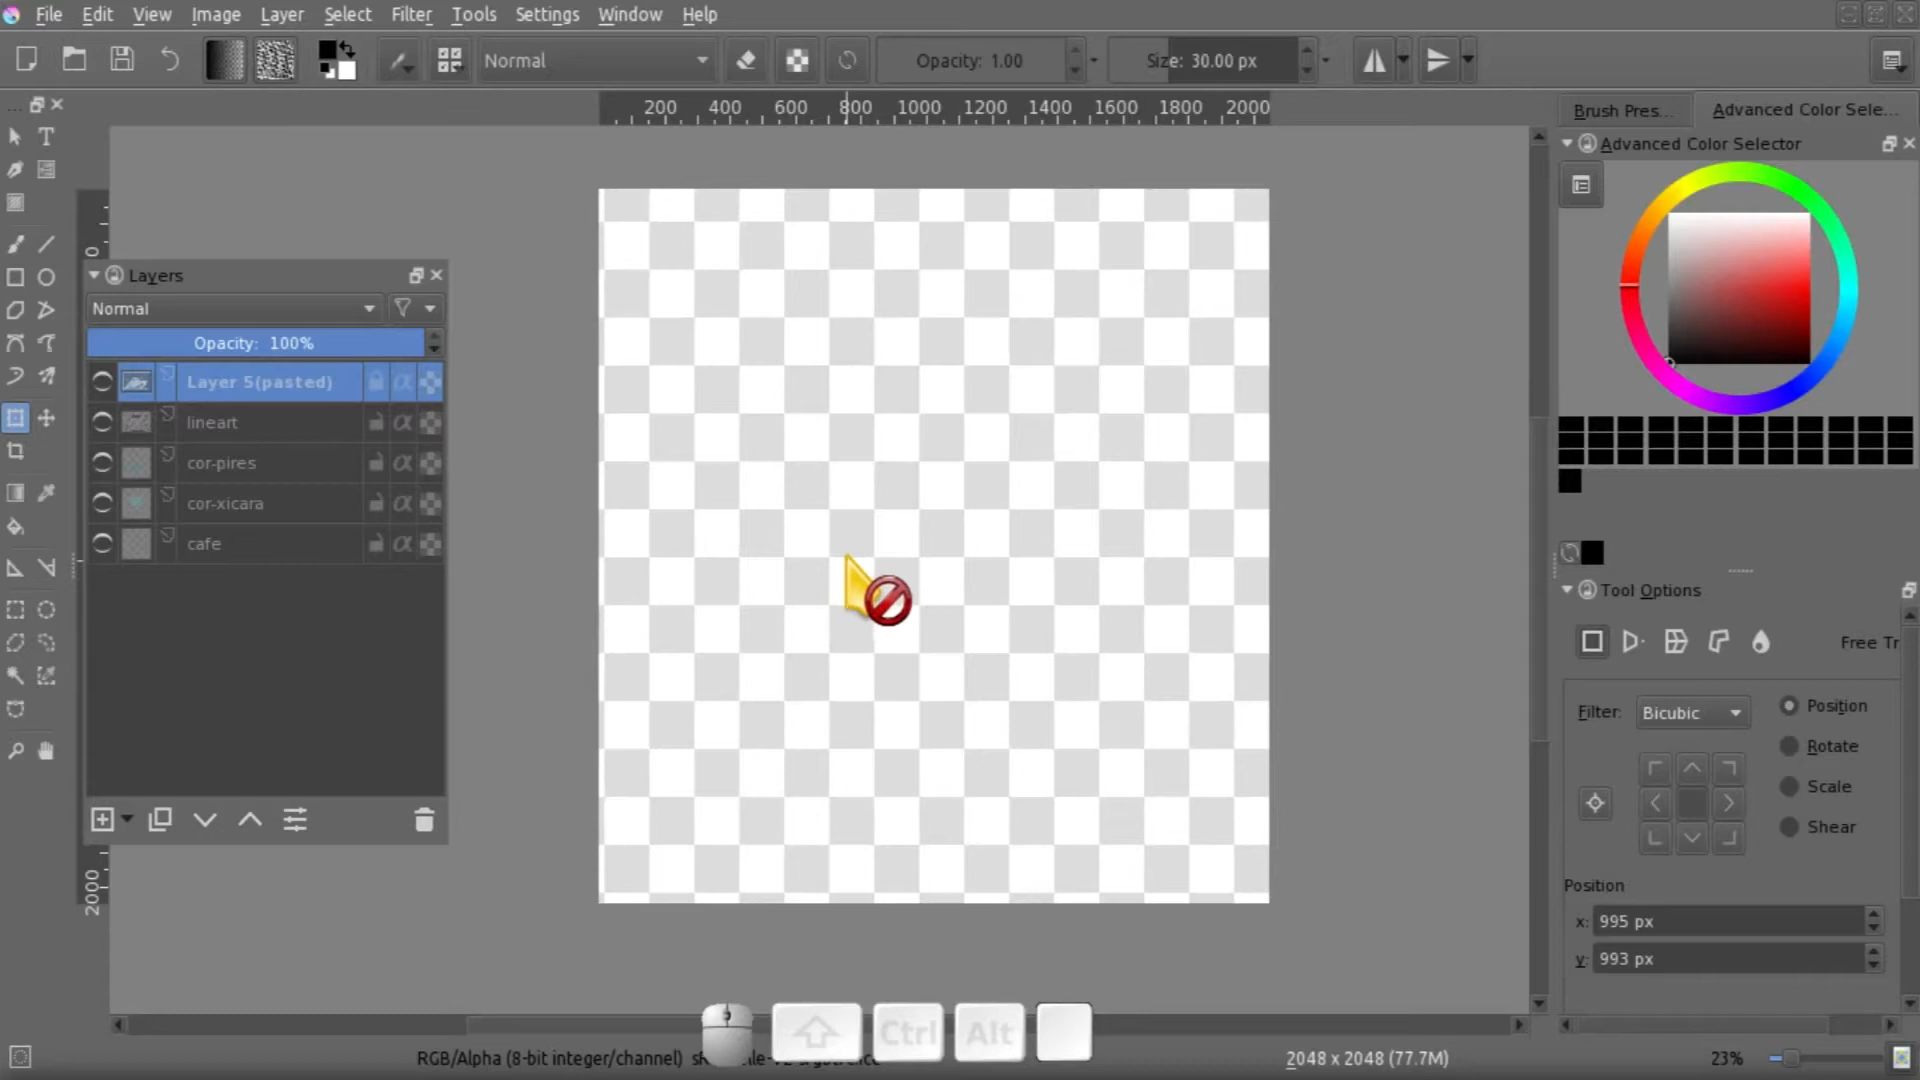 File Edit View Image Layer Select Filter Tools Settings Window Help
Normal
Opacity: 1.00
Size: 30.00 px
200 400 600 800 1000 1200 1400 1600 1800 2000
Brush Pres...
Advanced Color Sele...
Advanced Color Selector
0
Layers
Normal
Opacity: 100%
Layer 5(pasted)
lineart
cor-pires
cor-xicara
cafe
2000
Tool Options
Free Tr
Filter: Bicubic
Position
Rotate
Scale
Shear
Position
x: 995 px
y: 993 px
Ctrl Alt
RGB/Alpha (8-bit integer/channel)
2048 x 2048 (77.7M)
23%